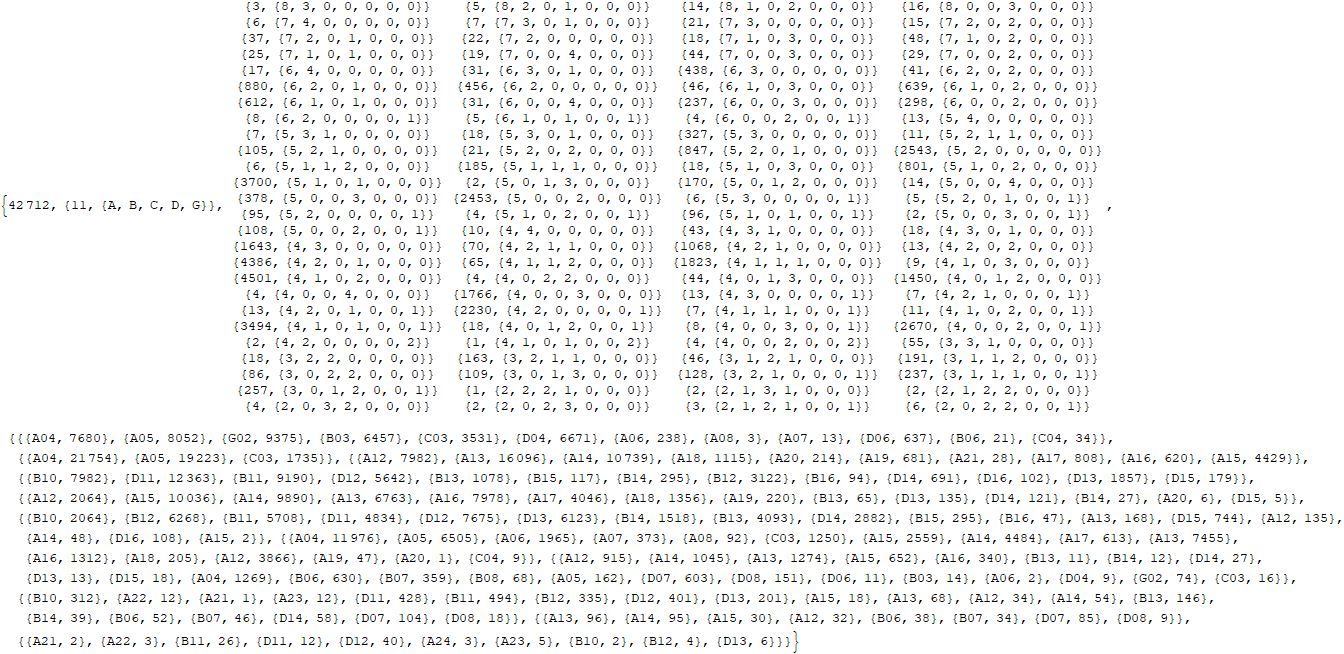 {3, {8, 3, 0, 0, 0, 0, 0}} {5, {8, 2, 0, 1, 0, 0, 0}} {14, {8, 1, 0, 2, 0, 0, 0}} {16, {8, 0, 0, 3, 0, 0, 0}}
{6, {7, 4, 0, 0, 0, 0, 0}} {7, {7, 3, 0, 1, 0, 0, 0}} {21, {7, 3, 0, 0, 0, 0, 0}} {15, {7, 2, 0, 2, 0, 0, 0}}
{37, {7, 2, 0, 1, 0, 0, 0}} {22, {7, 2, 0, 0, 0, 0, 0}} {18, {7, 1, 0, 3, 0, 0, 0}} {48, {7, 1, 0, 2, 0, 0, 0}}
{25, {7, 1, 0, 1, 0, 0, 0}} {19, {7, 0, 0, 4, 0, 0, 0}} {44, {7, 0, 0, 3, 0, 0, 0}} {29, {7, 0, 0, 2, 0, 0, 0}}
{17, {6, 4, 0, 0, 0, 0, 0}} {31, {6, 3, 0, 1, 0, 0, 0}} {438, {6, 3, 0, 0, 0, 0, 0}} {41, {6, 2, 0, 2, 0, 0, 0}}
{880, {6, 2, 0, 1, 0, 0, 0}} {456, {6, 2, 0, 0, 0, 0, 0}} {46, {6, 1, 0, 3, 0, 0, 0}} {639, {6, 1, 0, 2, 0, 0, 0}}
{612, {6, 1, 0, 1, 0, 0, 0}} {31, {6, 0, 0, 4, 0, 0, 0}} {237, {6, 0, 0, 3, 0, 0, 0}} {298, {6, 0, 0, 2, 0, 0, 0}}
{8, {6, 2, 0, 0, 0, 0, 1}} {5, {6, 1, 0, 1, 0, 0, 1}} {4, {6, 0, 0, 2, 0, 0, 1}} {13, {5, 4, 0, 0, 0, 0, 0}}
{7, {5, 3, 1, 0, 0, 0, 0}} {18, {5, 3, 0, 1, 0, 0, 0}} {327, {5, 3, 0, 0, 0, 0, 0}} {11, {5, 2, 1, 1, 0, 0, 0}}
{105, {5, 2, 1, 0, 0, 0, 0}} {21, {5, 2, 0, 2, 0, 0, 0}} {847, {5, 2, 0, 1, 0, 0, 0}} {2543, {5, 2, 0, 0, 0, 0, 0}}
{6, {5, 1, 1, 2, 0, 0, 0}} {185, {5, 1, 1, 1, 0, 0, 0}} {18, {5, 1, 0, 3, 0, 0, 0}} {801, {5, 1, 0, 2, 0, 0, 0}}
{3700, {5, 1, 0, 1, 0, 0, 0}} {2, {5, 0, 1, 3, 0, 0, 0}} {170, {5, 0, 1, 2, 0, 0, 0}} {14, {5, 0, 0, 4, 0, 0, 0}}
{42712, {11, {A, B, C, D, G}}, {378, {5, 0, 0, 3, 0, 0, 0}} {2453, {5, 0, 0, 2, 0, 0, 0}} {6, {5, 3, 0, 0, 0, 0, 1}} {5, {5, 2, 0, 1, 0, 0, 1}} ,
{95, {5, 2, 0, 0, 0, 0, 1}} {4, {5, 1, 0, 2, 0, 0, 1}} {96, {5, 1, 0, 1, 0, 0, 1}} {2, {5, 0, 0, 3, 0, 0, 1}}
{108, {5, 0, 0, 2, 0, 0, 1}} {10, {4, 4, 0, 0, 0, 0, 0}} {43, {4, 3, 1, 0, 0, 0, 0}} {18, {4, 3, 0, 1, 0, 0, 0}}
{1643, {4, 3, 0, 0, 0, 0, 0}} {70, {4, 2, 1, 1, 0, 0, 0}} {1068, {4, 2, 1, 0, 0, 0, 0}} {13, {4, 2, 0, 2, 0, 0, 0}}
{4386, {4, 2, 0, 1, 0, 0, 0}} {65, {4, 1, 1, 2, 0, 0, 0}} {1823, {4, 1, 1, 1, 0, 0, 0}} {9, {4, 1, 0, 3, 0, 0, 0}}
{4501, {4, 1, 0, 2, 0, 0, 0}} {4, {4, 0, 2, 2, 0, 0, 0}} {44, {4, 0, 1, 3, 0, 0, 0}} {1450, {4, 0, 1, 2, 0, 0, 0}}
{4, {4, 0, 0, 4, 0, 0, 0}} {1766, {4, 0, 0, 3, 0, 0, 0}} {13, {4, 3, 0, 0, 0, 0, 1}} {7, {4, 2, 1, 0, 0, 0, 1}}
{13, {4, 2, 0, 1, 0, 0, 1}} {2230, {4, 2, 0, 0, 0, 0, 1}} {7, {4, 1, 1, 1, 0, 0, 1}} {11, {4, 1, 0, 2, 0, 0, 1}}
{3494, {4, 1, 0, 1, 0, 0, 1}} {18, {4, 0, 1, 2, 0, 0, 1}} {8, {4, 0, 0, 3, 0, 0, 1}} {2670, {4, 0, 0, 2, 0, 0, 1}}
{2, {4, 2, 0, 0, 0, 0, 2}} {1, {4, 1, 0, 1, 0, 0, 2}} {4, {4, 0, 0, 2, 0, 0, 2}} {55, {3, 3, 1, 0, 0, 0, 0}}
{18, {3, 2, 2, 0, 0, 0, 0}} {163, {3, 2, 1, 1, 0, 0, 0}} {46, {3, 1, 2, 1, 0, 0, 0}} {191, {3, 1, 1, 2, 0, 0, 0}}
{86, {3, 0, 2, 2, 0, 0, 0}} {109, {3, 0, 1, 3, 0, 0, 0}} {128, {3, 2, 1, 0, 0, 0, 1}} {237, {3, 1, 1, 1, 0, 0, 1}}
{257, {3, 0, 1, 2, 0, 0, 1}} {1, {2, 2, 2, 1, 0, 0, 0}} {2, {2, 1, 3, 1, 0, 0, 0}} {2, {2, 1, 2, 2, 0, 0, 0}}
{4, {2, 0, 3, 2, 0, 0, 0}} {2, {2, 0, 2, 3, 0, 0, 0}} {3, {2, 1, 2, 1, 0, 0, 1}} {6, {2, 0, 2, 2, 0, 0, 1}}
{{{A04, 7680}, {A05, 8052}, {G02, 9375}, {B03, 6457}, {C03, 3531}, {D04, 6671}, {A06, 238}, {A08, 3}, {A07, 13}, {D06, 637}, {B06, 21}, {C04, 34}},
{{A04, 21754}, {A05, 19223}, {C03, 1735}}, {{A12, 7982}, {A13, 16096}, {A14, 10739}, {A18, 1115}, {A20, 214}, {A19, 681}, {A21, 28}, {A17, 808}, {A16, 620}, {A15, 4429}},
{{B10, 7982}, {D11, 12363}, {B11, 9190}, {D12, 5642}, {B13, 1078}, {B15, 117}, {B14, 295}, {B12, 3122}, {B16, 94}, {D14, 691}, {D16, 102}, {D13, 1857}, {D15, 179}},
{{A12, 2064}, {A15, 10036}, {A14, 9890}, {A13, 6763}, {A16, 7978}, {A17, 4046}, {A18, 1356}, {A19, 220}, {B13, 65}, {D13, 135}, {D14, 121}, {B14, 27}, {A20, 6}, {D15, 5}},
{{B10, 2064}, {B12, 6268}, {B11, 5708}, {D11, 4834}, {D12, 7675}, {D13, 6123}, {B14, 1518}, {B13, 4093}, {D14, 2882}, {B15, 295}, {B16, 47}, {A13, 168}, {D15, 744}, {A12, 135},
{A14, 48}, {D16, 108}, {A15, 2}}, {{A04, 11976}, {A05, 6505}, {A06, 1965}, {A07, 373}, {A08, 92}, {C03, 1250}, {A15, 2559}, {A14, 4484}, {A17, 613}, {A13, 7455},
{A16, 1312}, {A18, 205}, {A12, 3866}, {A19, 47}, {A20, 1}, {C04, 9}}, {{A12, 915}, {A14, 1045}, {A13, 1274}, {A15, 652}, {A16, 340}, {B13, 11}, {B14, 12}, {D14, 27},
{D13, 13}, {D15, 18}, {A04, 1269}, {B06, 630}, {B07, 359}, {B08, 68}, {A05, 162}, {D07, 603}, {D08, 151}, {D06, 11}, {B03, 14}, {A06, 2}, {D04, 9}, {G02, 74}, {C03, 16}},
{{B10, 312}, {A22, 12}, {A21, 1}, {A23, 12}, {D11, 428}, {B11, 494}, {B12, 335}, {D12, 401}, {D13, 201}, {A15, 18}, {A13, 68}, {A12, 34}, {A14, 54}, {B13, 146},
{B14, 39}, {B06, 52}, {B07, 46}, {D14, 58}, {D07, 104}, {D08, 18}}, {{A13, 96}, {A14, 95}, {A15, 30}, {A12, 32}, {B06, 38}, {B07, 34}, {D07, 85}, {D08, 9}},
{{A21, 2}, {A22, 3}, {B11, 26}, {D11, 12}, {D12, 40}, {A24, 3}, {A23, 5}, {B10, 2}, {B12, 4}, {D13, 6}}}}